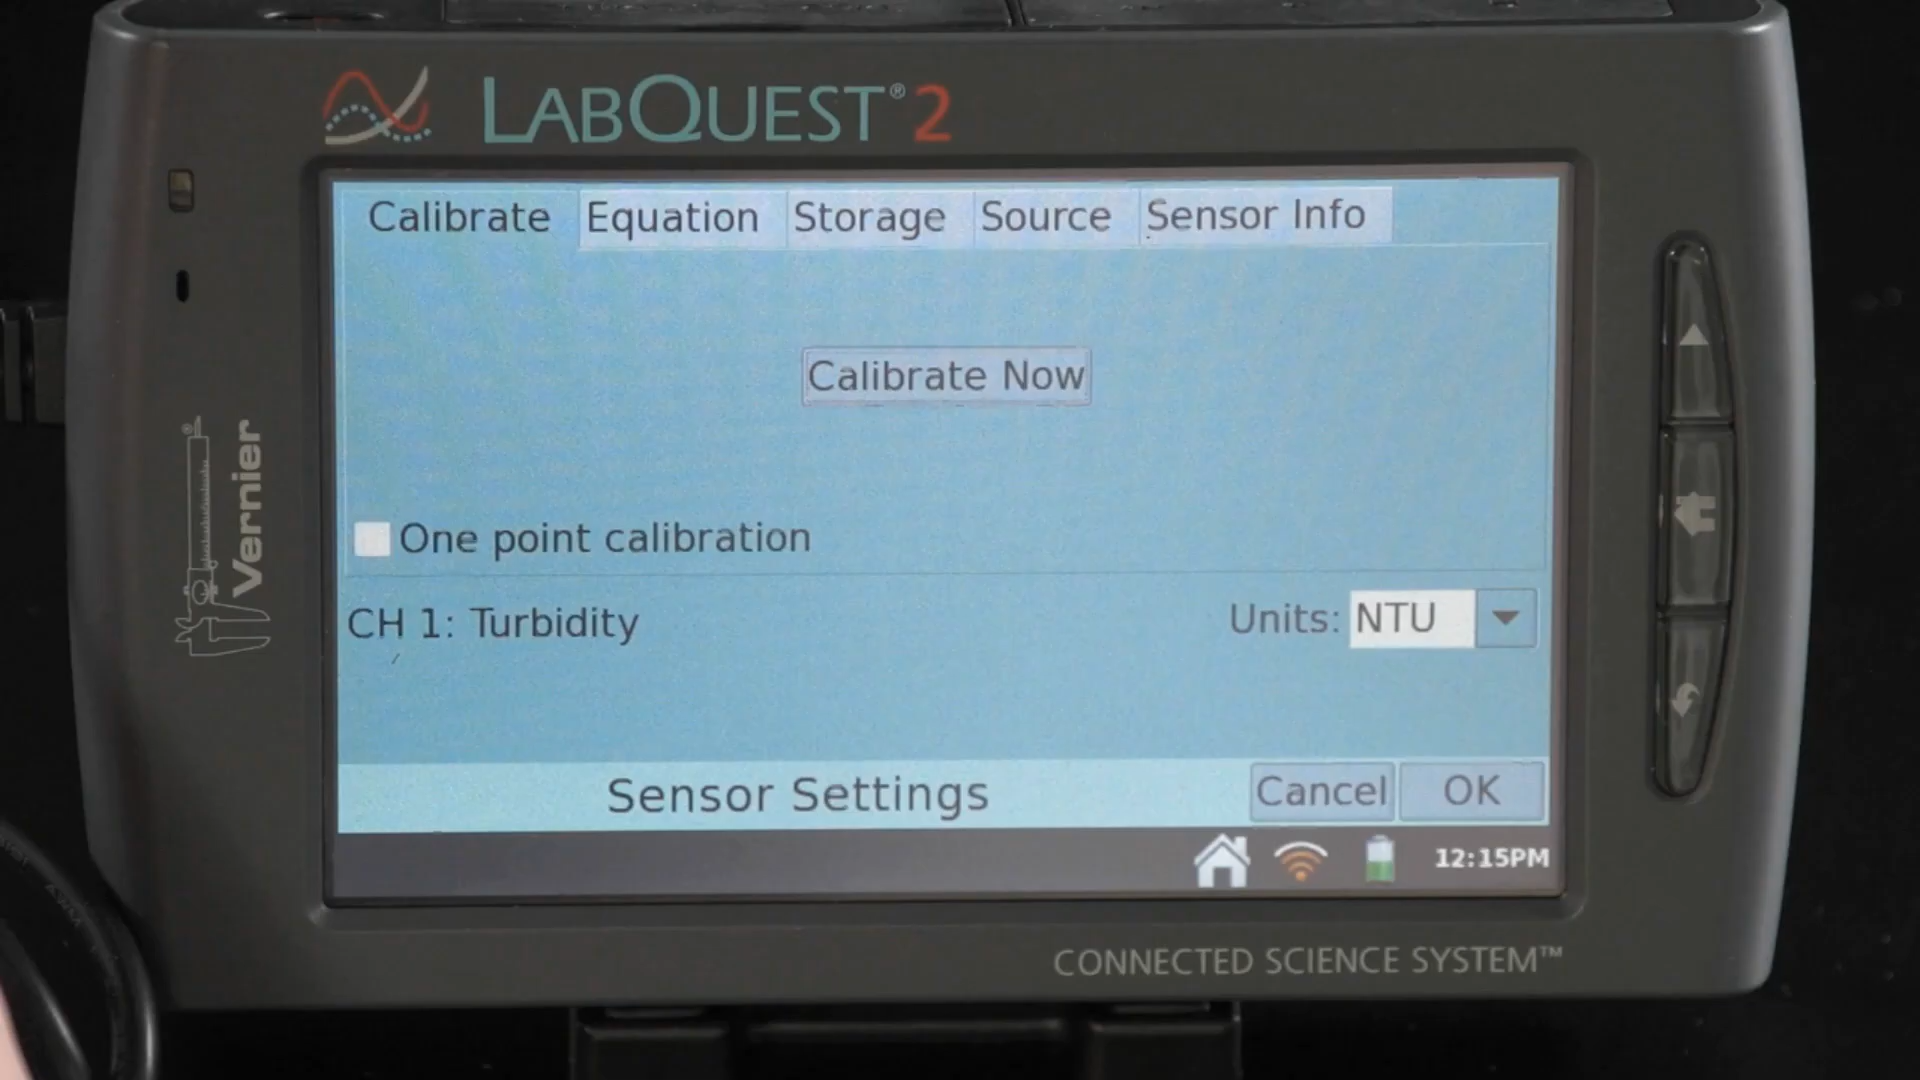 LABQUEST® 2
Calibrate Equation Storage Source Sensor Info
Calibrate Now
One point calibration
CH 1: Turbidity Units: NTU
Sensor Settings Cancel OK
12:15PM
Vernier®
CONNECTED SCIENCE SYSTEM™